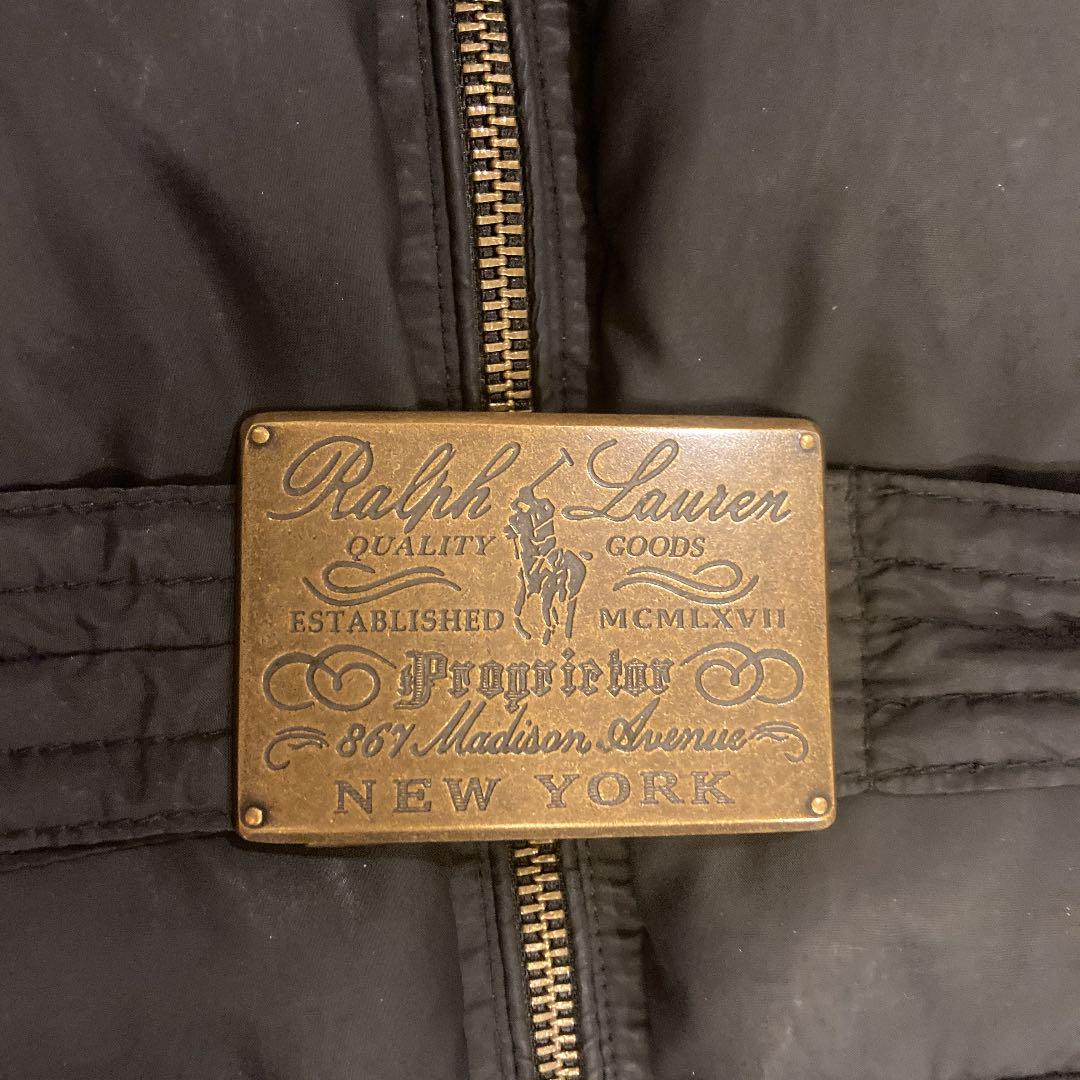 Ralph Lauren
QUALITY GOODS
ESTABLISHED MCMLXVII
Proprietor
867 Madison Avenue
NEW YORK